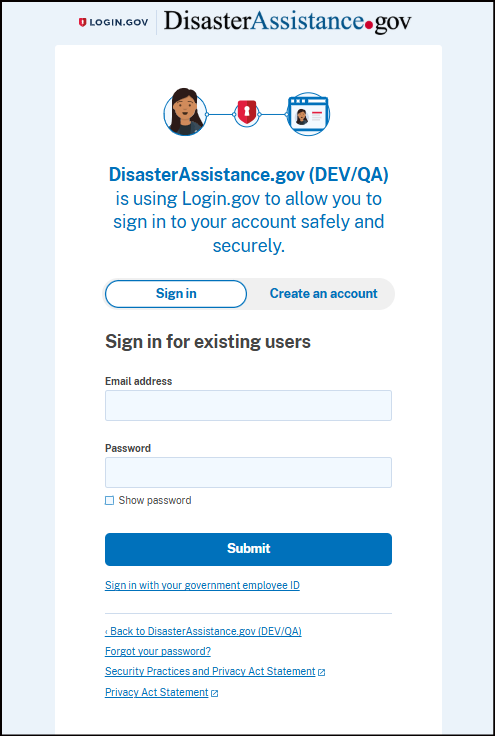 LOGIN.GOV DisasterAssistance.gov
DisasterAssistance.gov (DEV/QA)
is using Login.gov to allow you to
sign in to your account safely and
securely.
Sign in Create an account
Sign in for existing users
Email address
Password
Show password
Submit
Sign in with your government employee ID
‹ Back to DisasterAssistance.gov (DEV/QA)
Forgot your password?
Security Practices and Privacy Act Statement
Privacy Act Statement